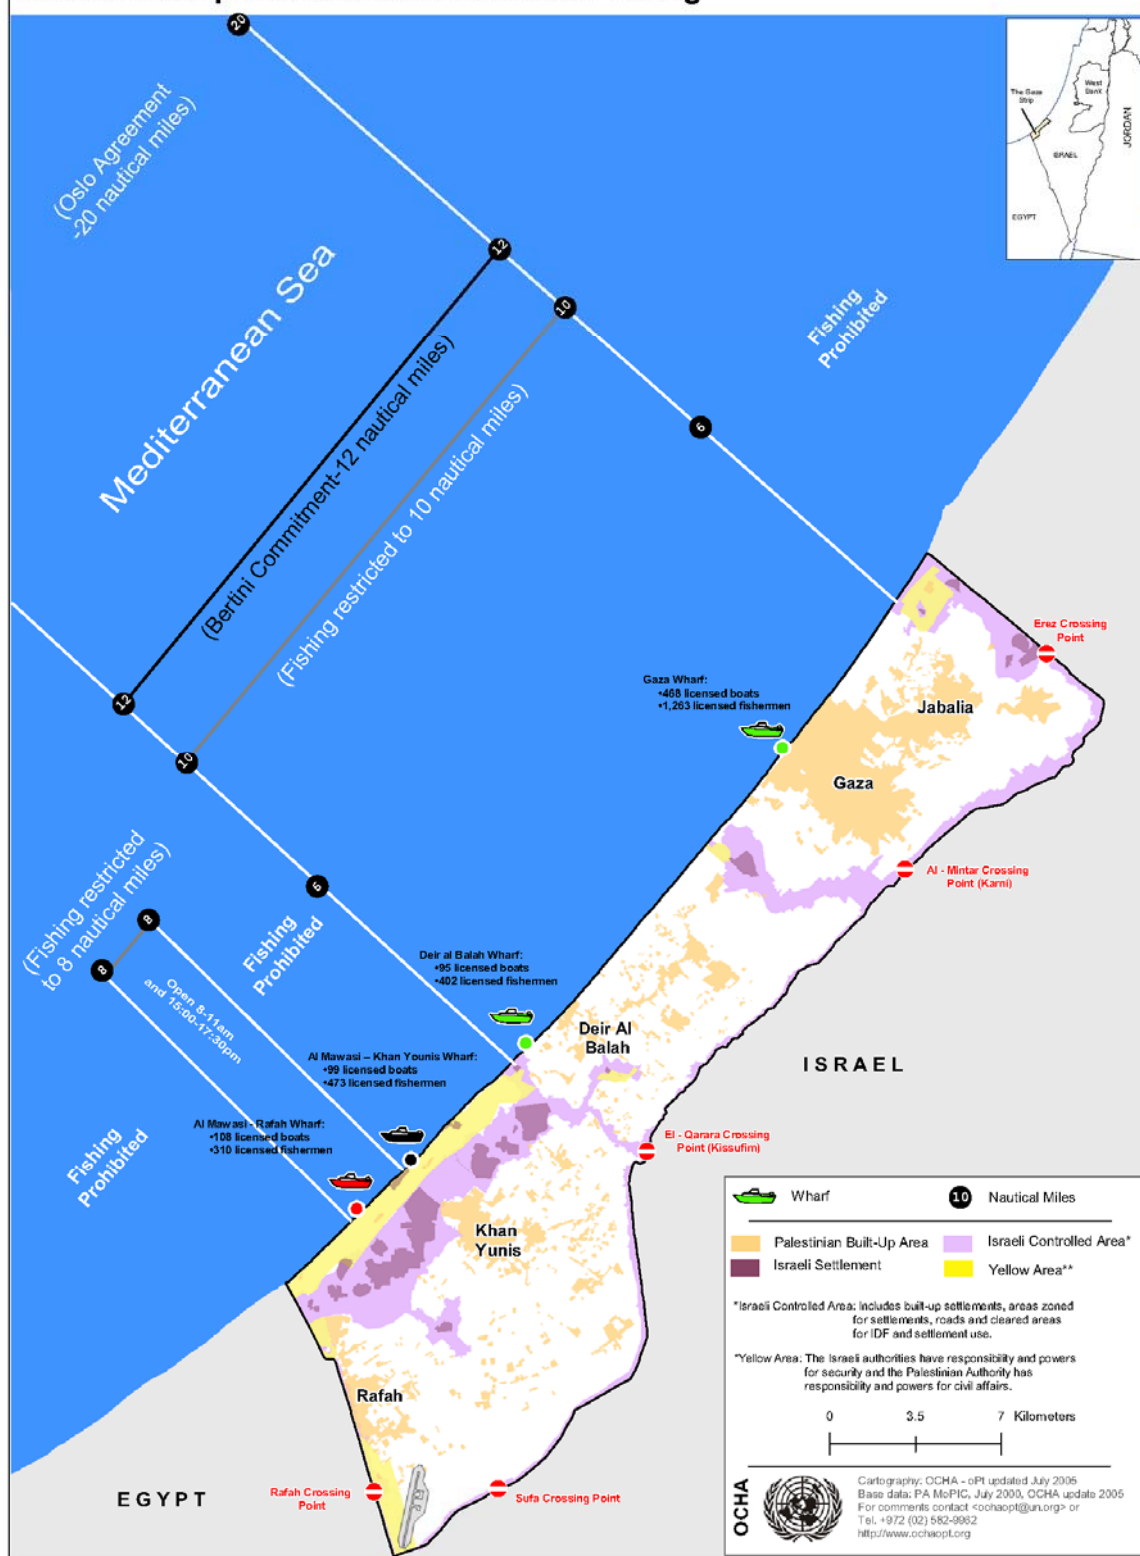 20
(Oslo Agreement
-20 nautical miles)
Mediterranean Sea
12
10
6
(Bertini Commitment-12 nautical miles)
(Fishing restricted to 10 nautical miles)
Fishing
Prohibited
The Gaza
Strip
West
Bank
JORDAN
ISRAEL
EGYPT
12
10
6
(Fishing restricted
to 8 nautical miles)
8
8
Open 8-11am
and 15:00-17:30pm
Fishing
Prohibited
Fishing
Prohibited
Gaza Wharf:
•468 licensed boats
•1,263 licensed fishermen
Deir al Balah Wharf:
•95 licensed boats
•402 licensed fishermen
Al Mawasi – Khan Younis Wharf:
•99 licensed boats
•473 licensed fishermen
Al Mawasi - Rafah Wharf:
•108 licensed boats
•310 licensed fishermen
Erez Crossing
Point
Jabalia
Gaza
Al - Mintar Crossing
Point (Karni)
Deir Al
Balah
ISRAEL
El - Qarara Crossing
Point (Kissufim)
Khan
Yunis
Rafah
Rafah Crossing
Point
Sufa Crossing Point
EGYPT
Wharf
10 Nautical Miles
Palestinian Built-Up Area
Israeli Controlled Area*
Israeli Settlement
Yellow Area**
*Israeli Controlled Area: Includes built-up settlements, areas zoned
for settlements, roads and cleared areas
for IDF and settlement use.
*Yellow Area: The Israeli authorities have responsibility and powers
for security and the Palestinian Authority has
responsibility and powers for civil affairs.
0 3.5 7 Kilometers
OCHA
Cartography: OCHA - oPt updated July 2005
Base data: PA MoPIC, July 2000, OCHA update 2005
For comments contact <ochaopt@un.org> or
Tel. +972 (02) 582-9962
http://www.ochaopt.org